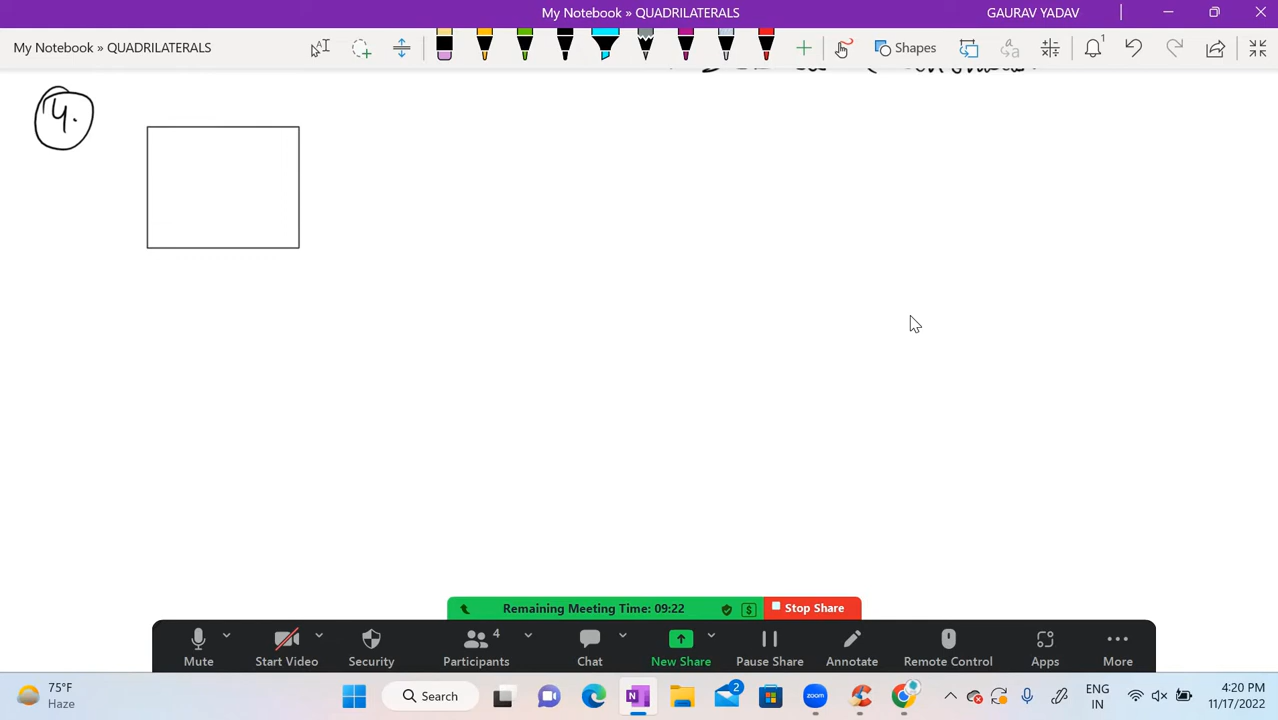 My Notebook » QUADRILATERALS
GAURAV YADAV
My Notebook » QUADRILATERALS
Shapes
4.
Remaining Meeting Time: 09:22
Stop Share
4
Mute
Start Video
Security
Participants
Chat
New Share
Pause Share
Annotate
Remote Control
Apps
More
75°F
Haze
Search
2
ENG
IN
4:20 PM
11/17/2022